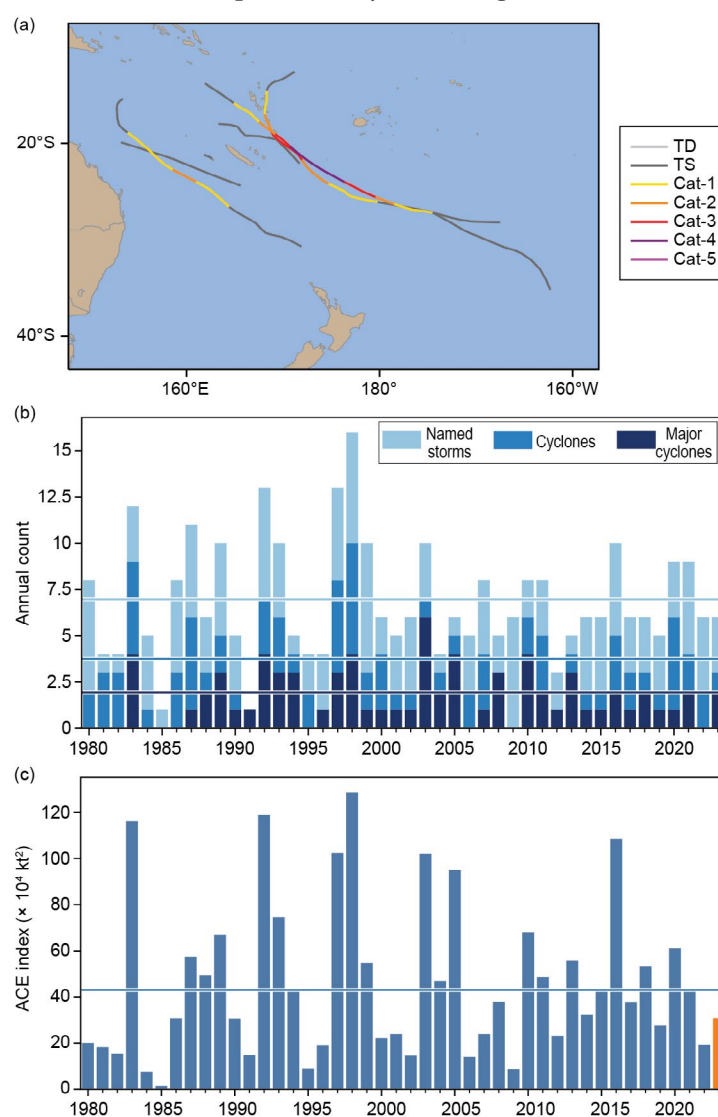 (a)
20°S
40°S
160°E 180° 160°W
TD
TS
Cat-1
Cat-2
Cat-3
Cat-4
Cat-5
(b)
Named storms
Cyclones
Major cyclones
Annual count
15
12.5
10
7.5
5
2.5
0
1980 1985 1990 1995 2000 2005 2010 2015 2020
(c)
ACE index (× 10⁴ kt²)
120
100
80
60
40
20
0
1980 1985 1990 1995 2000 2005 2010 2015 2020